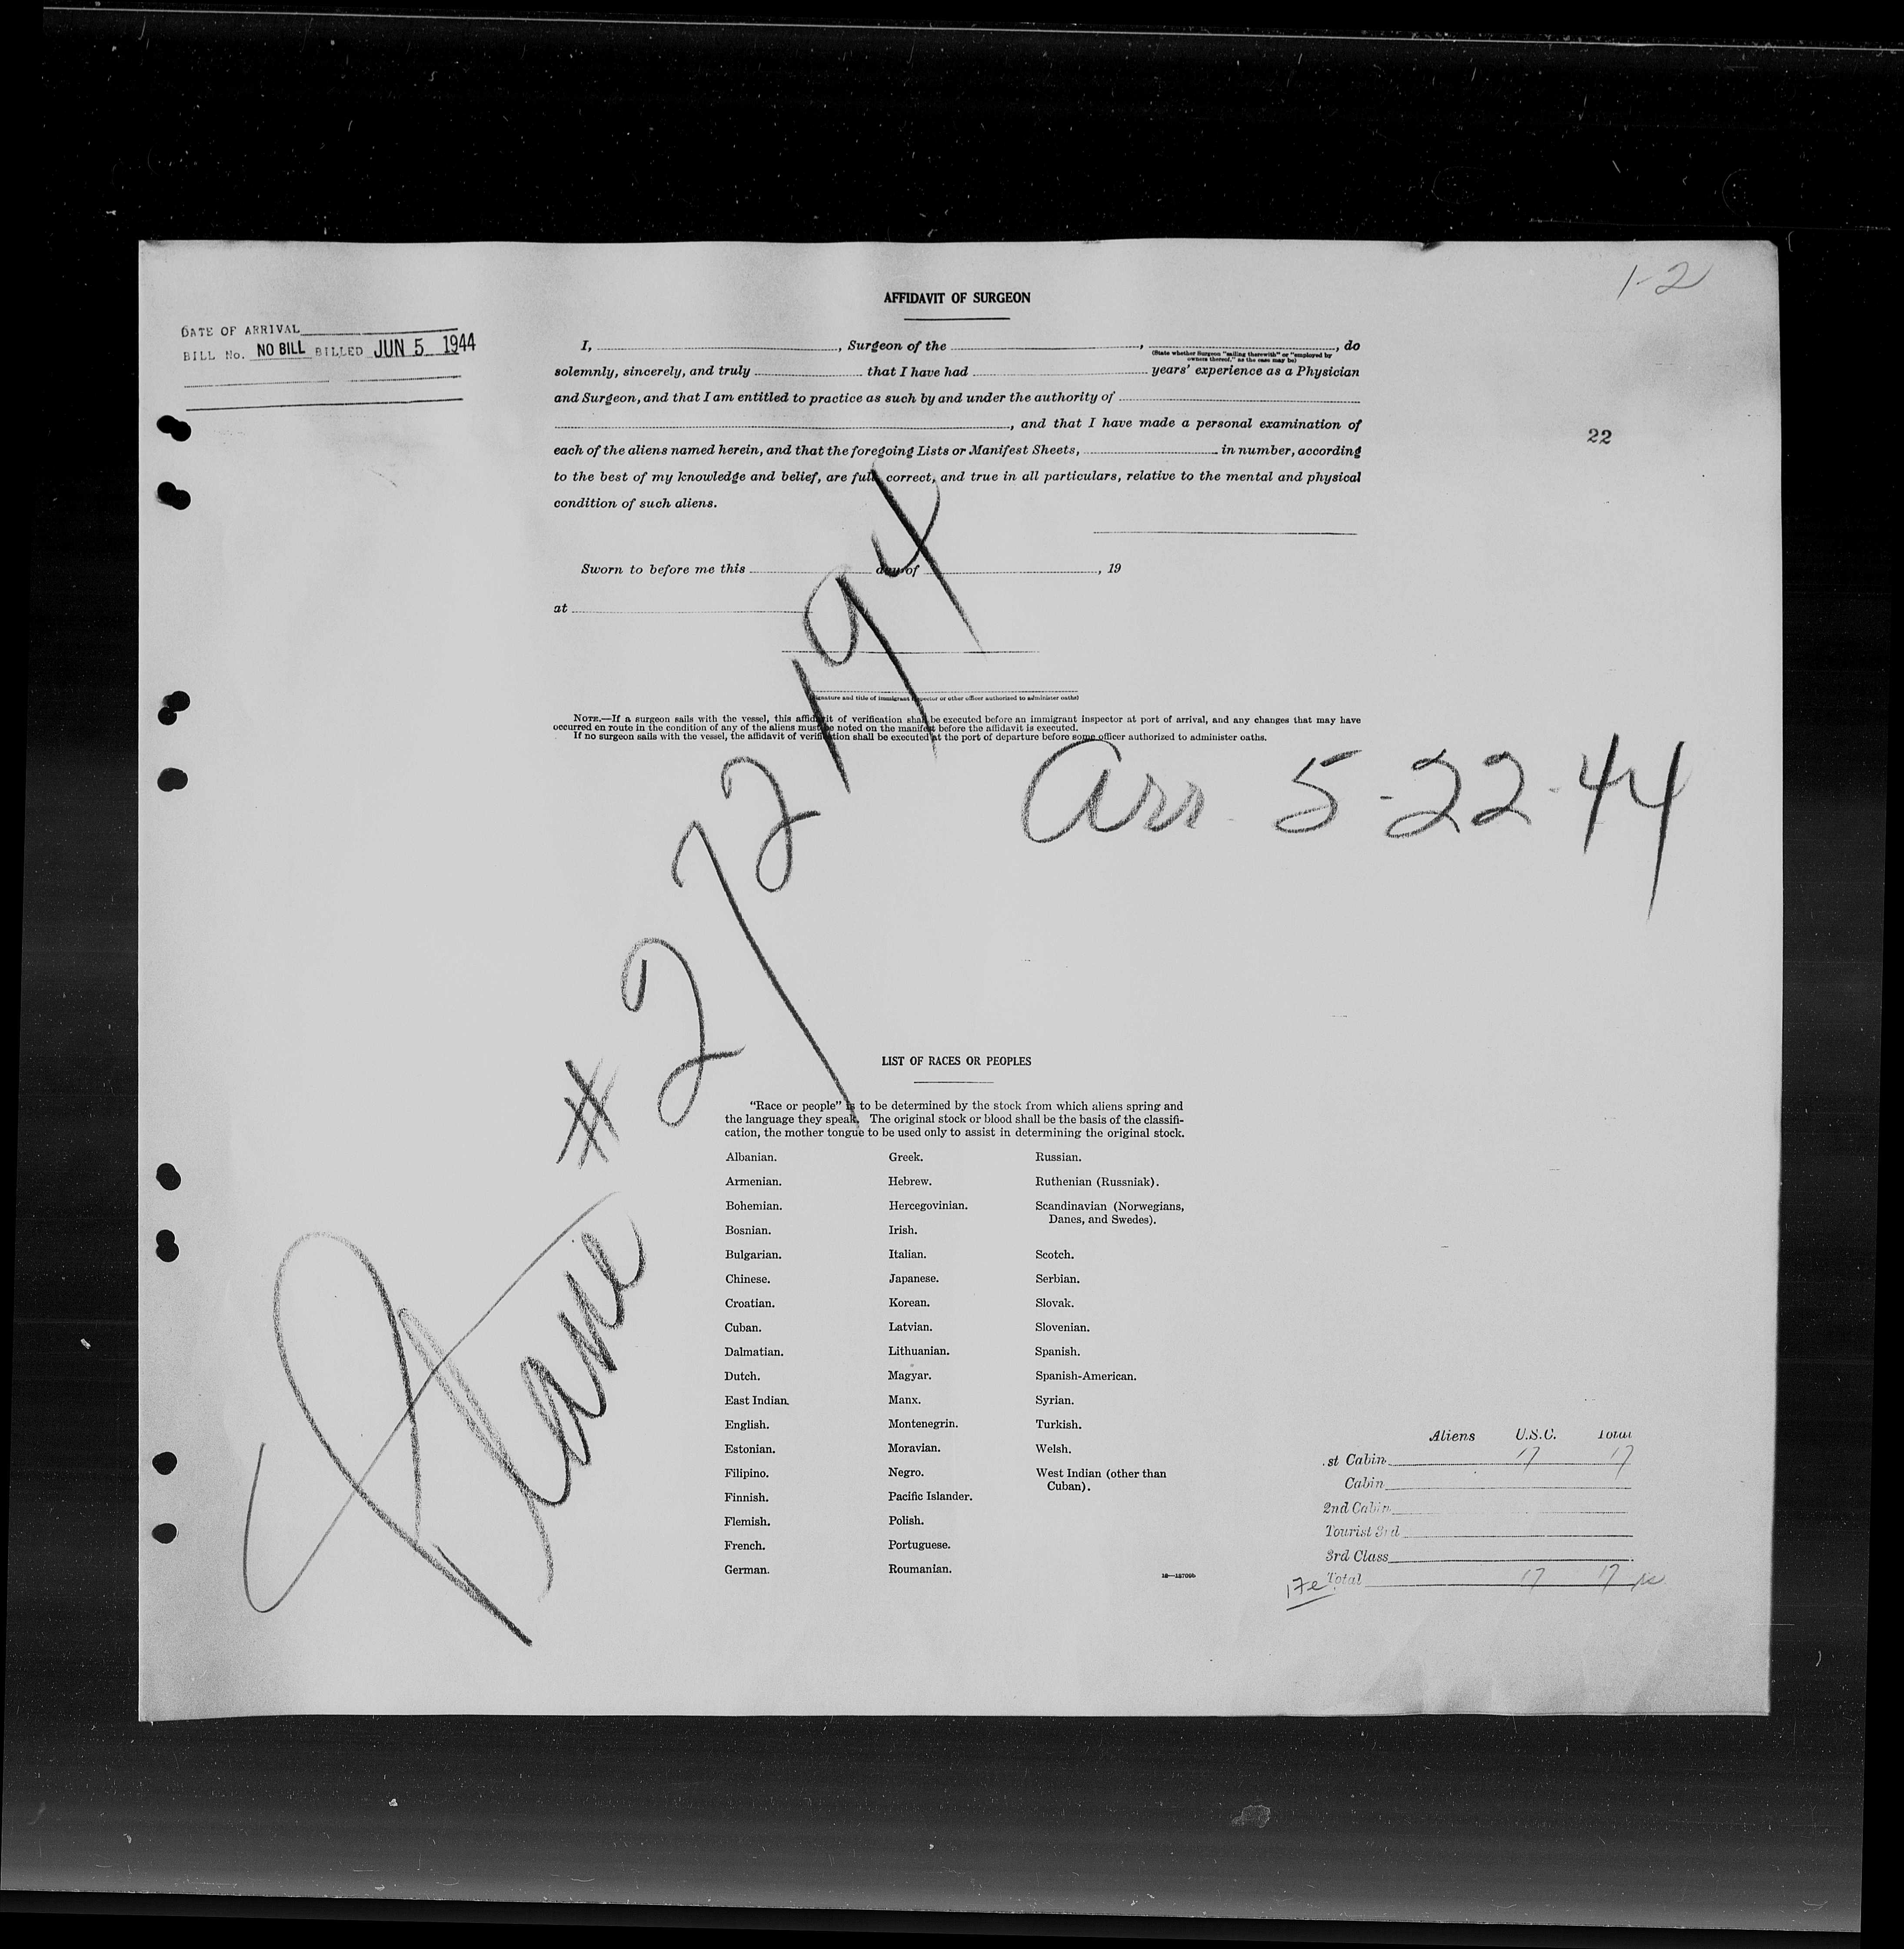 1-2
AFFIDAVIT OF SURGEON
DATE OF ARRIVAL
BILL No. NO BILL BILLED JUN 5 1944
22
I, , Surgeon of the , , do
(State whether Surgeon "sailing therewith" or "employed by
owners thereof," as the case may be)
solemnly, sincerely, and truly that I have had years' experience as a Physician
and Surgeon, and that I am entitled to practice as such by and under the authority of
, and that I have made a personal examination of
each of the aliens named herein, and that the foregoing Lists or Manifest Sheets, in number, according
to the best of my knowledge and belief, are full, correct, and true in all particulars, relative to the mental and physical
condition of such aliens.
Sworn to before me this day of , 19
at
(Signature and title of immigrant inspector or other officer authorized to administer oaths)
NOTE.—If a surgeon sails with the vessel, this affidavit of verification shall be executed before an immigrant inspector at port of arrival, and any changes that may have
occurred en route in the condition of any of the aliens must be noted on the manifest before the affidavit is executed.
If no surgeon sails with the vessel, the affidavit of verification shall be executed at the port of departure before some officer authorized to administer oaths.
Plane #272194
Arr 5-22-44
LIST OF RACES OR PEOPLES
"Race or people" is to be determined by the stock from which aliens spring and
the language they speak. The original stock or blood shall be the basis of the classifi-
cation, the mother tongue to be used only to assist in determining the original stock.
Albanian.
Armenian.
Bohemian.
Bosnian.
Bulgarian.
Chinese.
Croatian.
Cuban.
Dalmatian.
Dutch.
East Indian.
English.
Estonian.
Filipino.
Finnish.
Flemish.
French.
German.
Greek.
Hebrew.
Hercegovinian.
Irish.
Italian.
Japanese.
Korean.
Latvian.
Lithuanian.
Magyar.
Manx.
Montenegrin.
Moravian.
Negro.
Pacific Islander.
Polish.
Portuguese.
Roumanian.
Russian.
Ruthenian (Russniak).
Scandinavian (Norwegians,
Danes, and Swedes).
Scotch.
Serbian.
Slovak.
Slovenian.
Spanish.
Spanish-American.
Syrian.
Turkish.
Welsh.
West Indian (other than
Cuban).
Aliens U.S.C. Total
st Cabin 17 17
Cabin
2nd Cabin
Tourist 3rd
3rd Class
17e Total 17 17